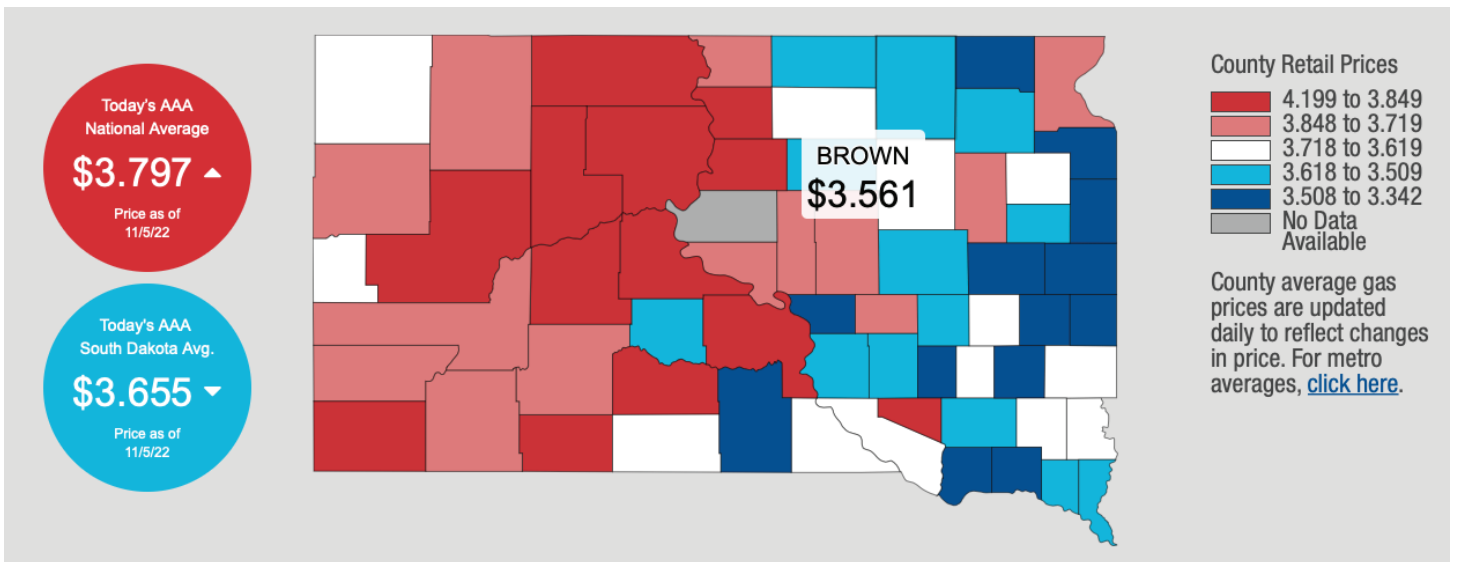 Today's AAA
National Average
$3.797
Price as of
11/5/22
Today's AAA
South Dakota Avg.
$3.655
Price as of
11/5/22
BROWN
$3.561
County Retail Prices
4.199 to 3.849
3.848 to 3.719
3.718 to 3.619
3.618 to 3.509
3.508 to 3.342
No Data
Available
County average gas
prices are updated
daily to reflect changes
in price. For metro
averages, click here.